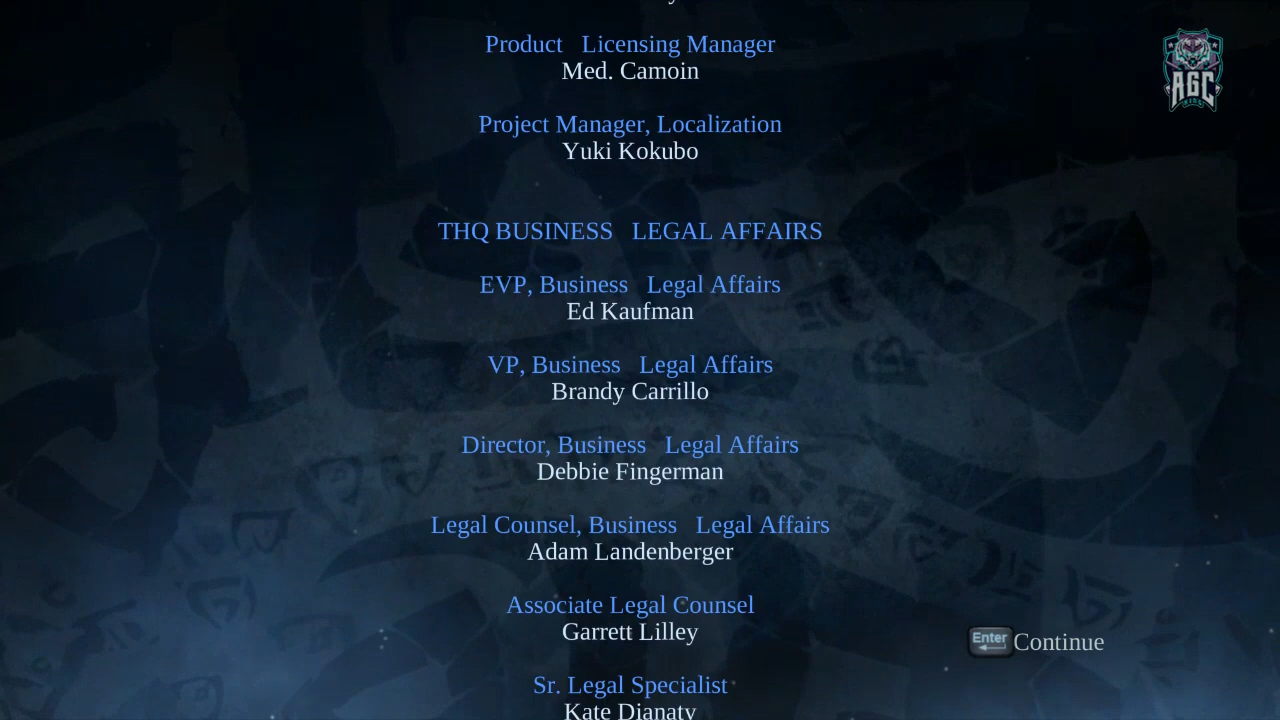 Product Licensing Manager
Med. Camoin
Project Manager, Localization
Yuki Kokubo
THQ BUSINESS LEGAL AFFAIRS
EVP, Business Legal Affairs
Ed Kaufman
VP, Business Legal Affairs
Brandy Carrillo
Director, Business Legal Affairs
Debbie Fingerman
Legal Counsel, Business Legal Affairs
Adam Landenberger
Associate Legal Counsel
Garrett Lilley
Sr. Legal Specialist
Kate Dianaty
AGC
Enter Continue